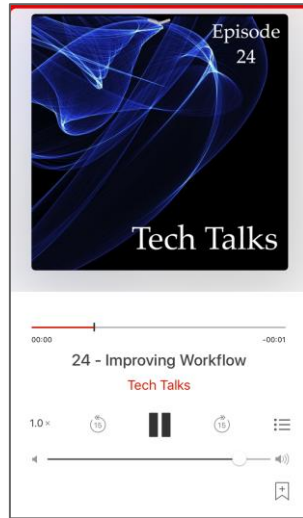 Episode
24
Tech Talks
00:00 -00:01
24 - Improving Workflow
Tech Talks
1.0× 15 15